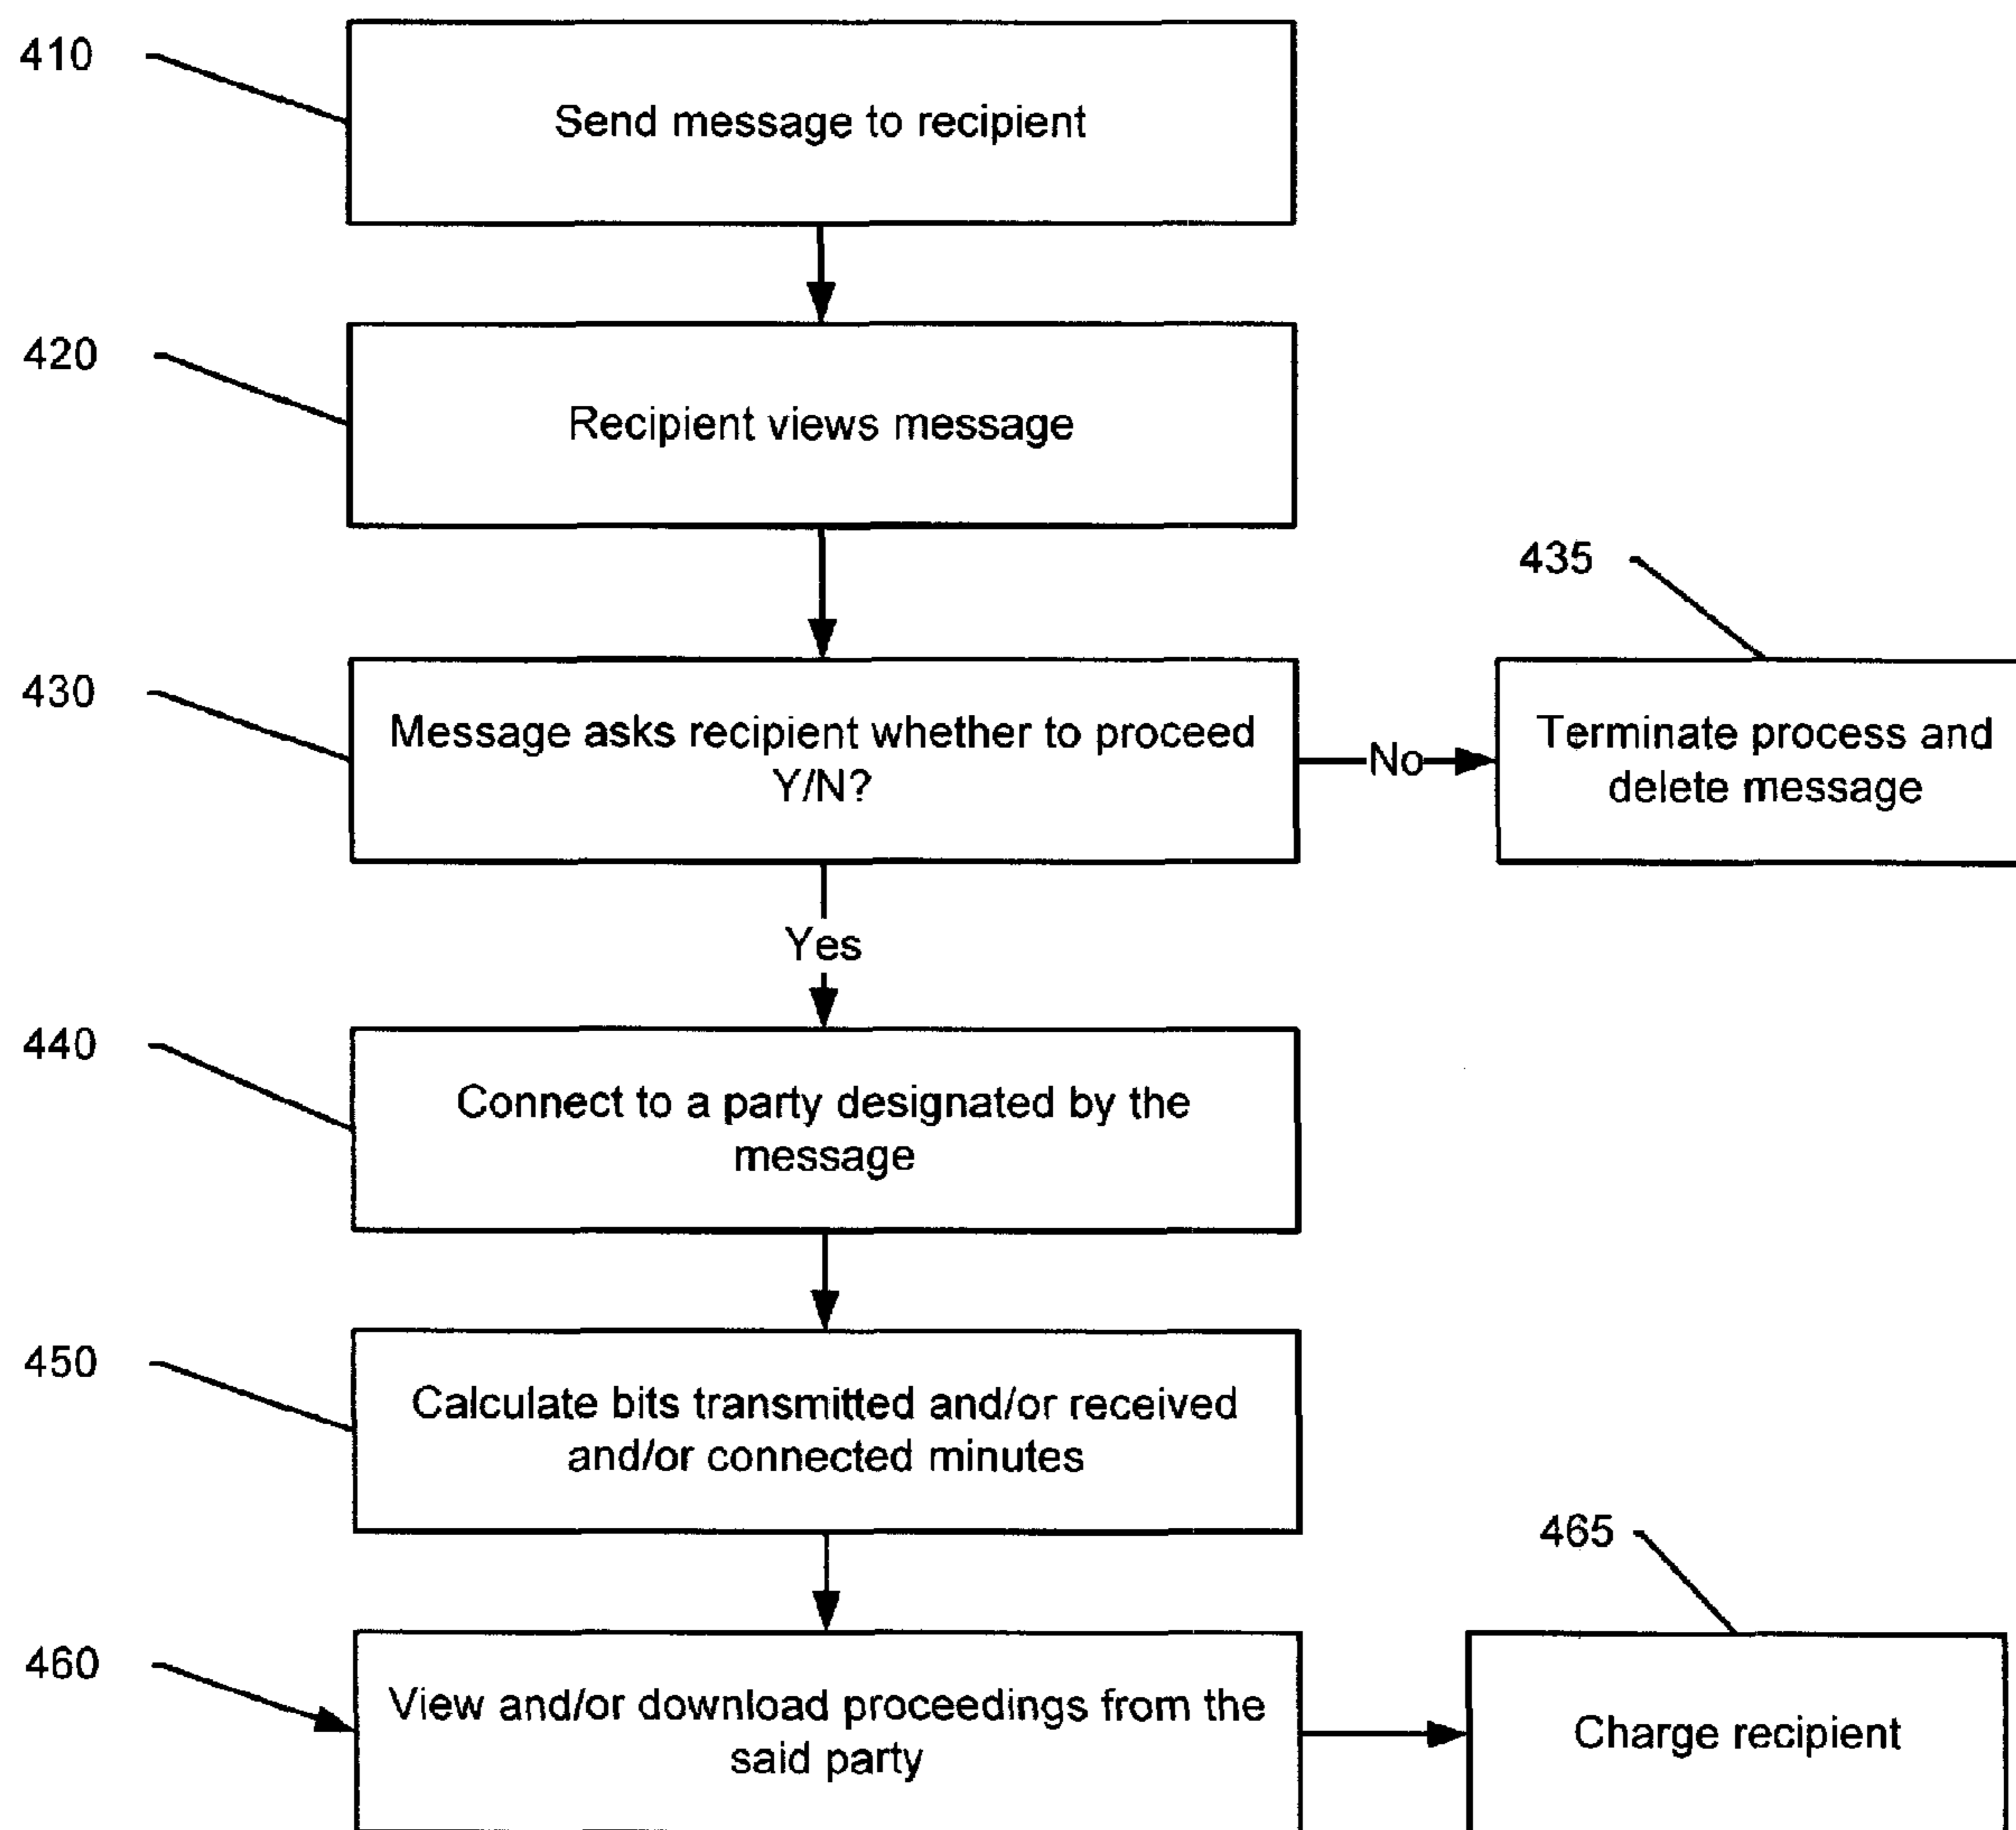 410
Send message to recipient
420
Recipient views message
435
430
Message asks recipient whether to proceed
Y/N?
No
Terminate process and
delete message
Yes
440
Connect to a party designated by the
message
450
Calculate bits transmitted and/or received
and/or connected minutes
465
460
View and/or download proceedings from the
said party
Charge recipient